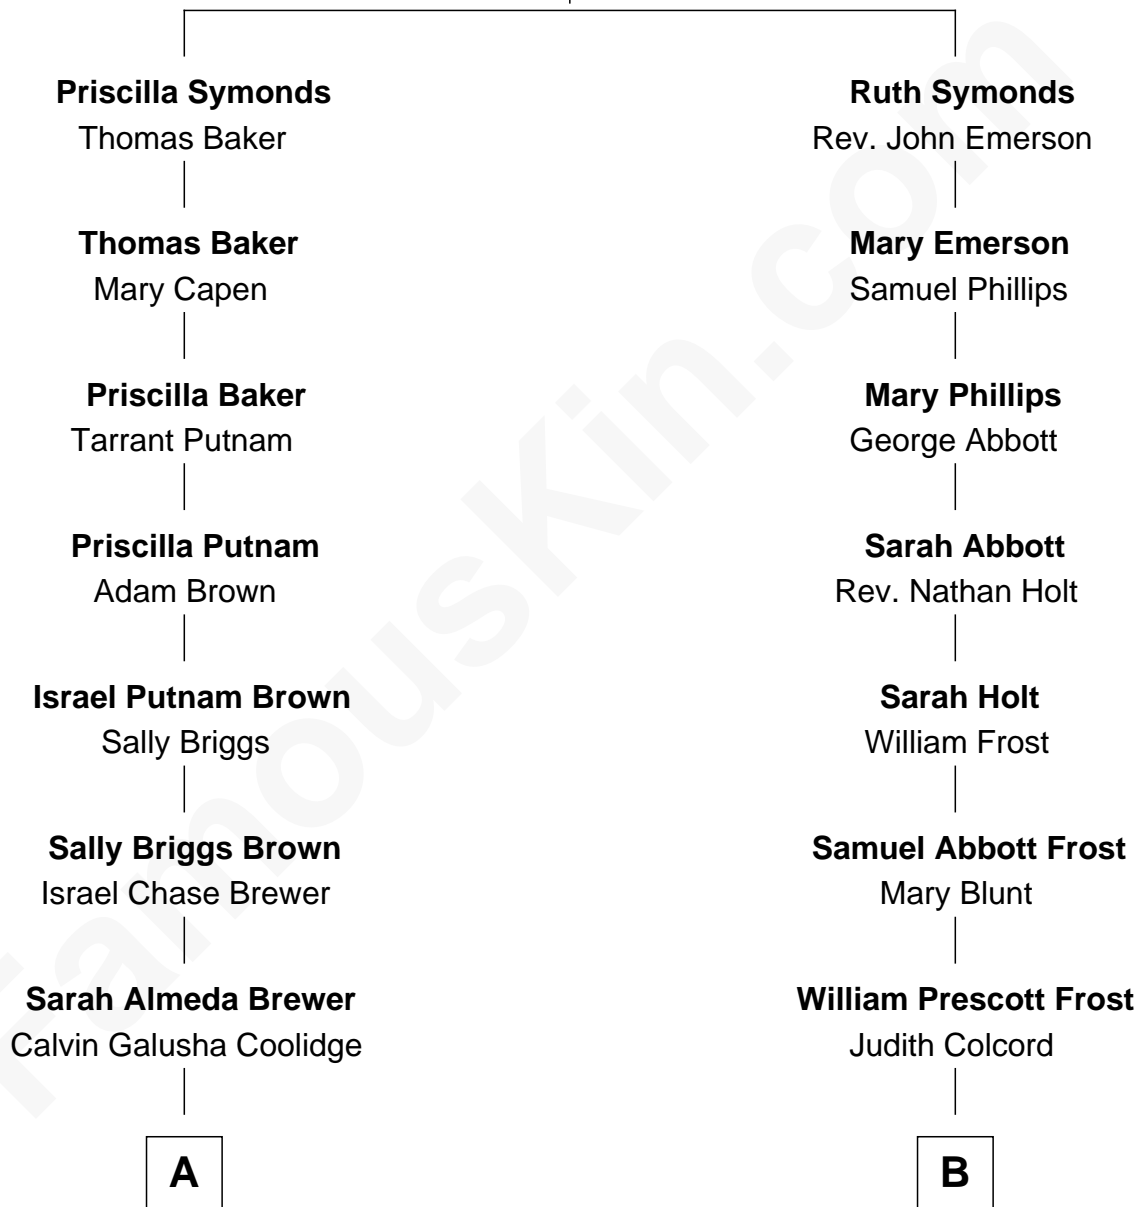 Priscilla Symonds
Thomas Baker
Thomas Baker
Mary Capen
Priscilla Baker
Tarrant Putnam
Priscilla Putnam
Adam Brown
Israel Putnam Brown
Sally Briggs
Sally Briggs Brown
Israel Chase Brewer
Sarah Almeda Brewer
Calvin Galusha Coolidge
A
Ruth Symonds
Rev. John Emerson
Mary Emerson
Samuel Phillips
Mary Phillips
George Abbott
Sarah Abbott
Rev. Nathan Holt
Sarah Holt
William Frost
Samuel Abbott Frost
Mary Blunt
William Prescott Frost
Judith Colcord
B
FamousKin.com